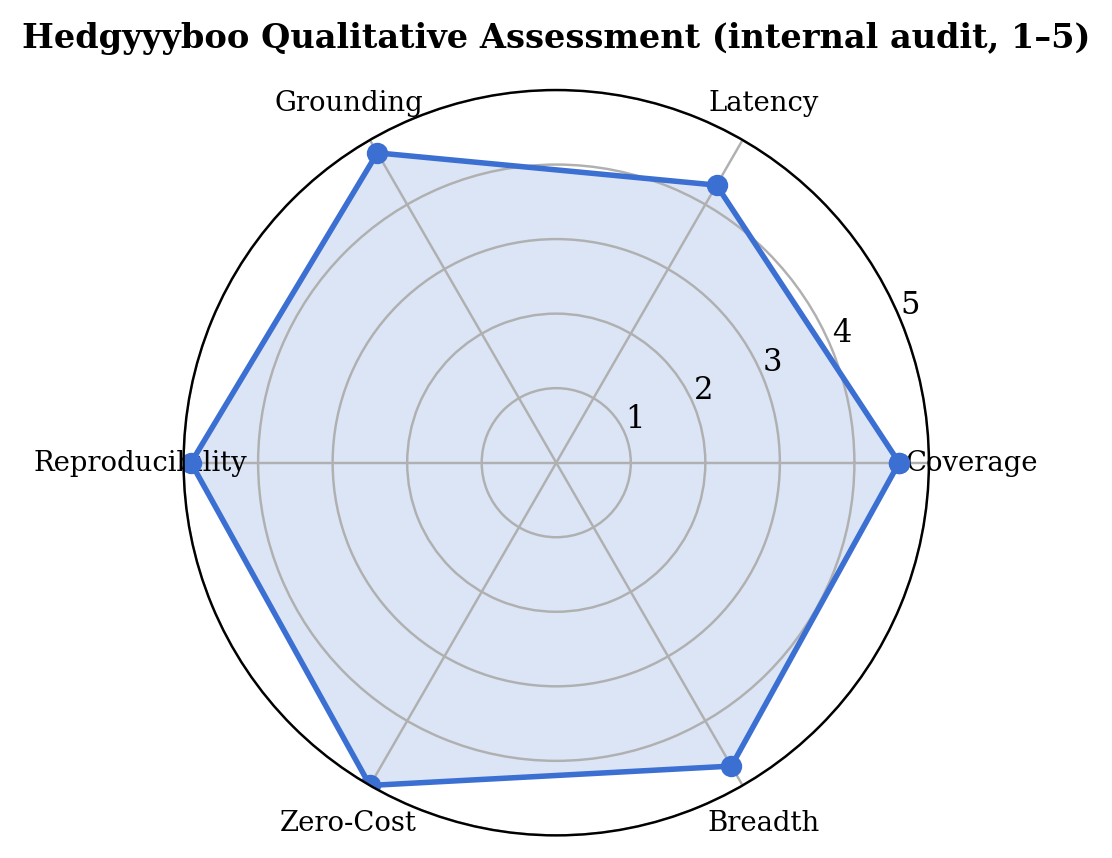 Hedgyyyboo Qualitative Assessment (internal audit, 1–5)
Grounding
Latency
5
4
3
2
1
Reproducibility
Coverage
Zero-Cost
Breadth